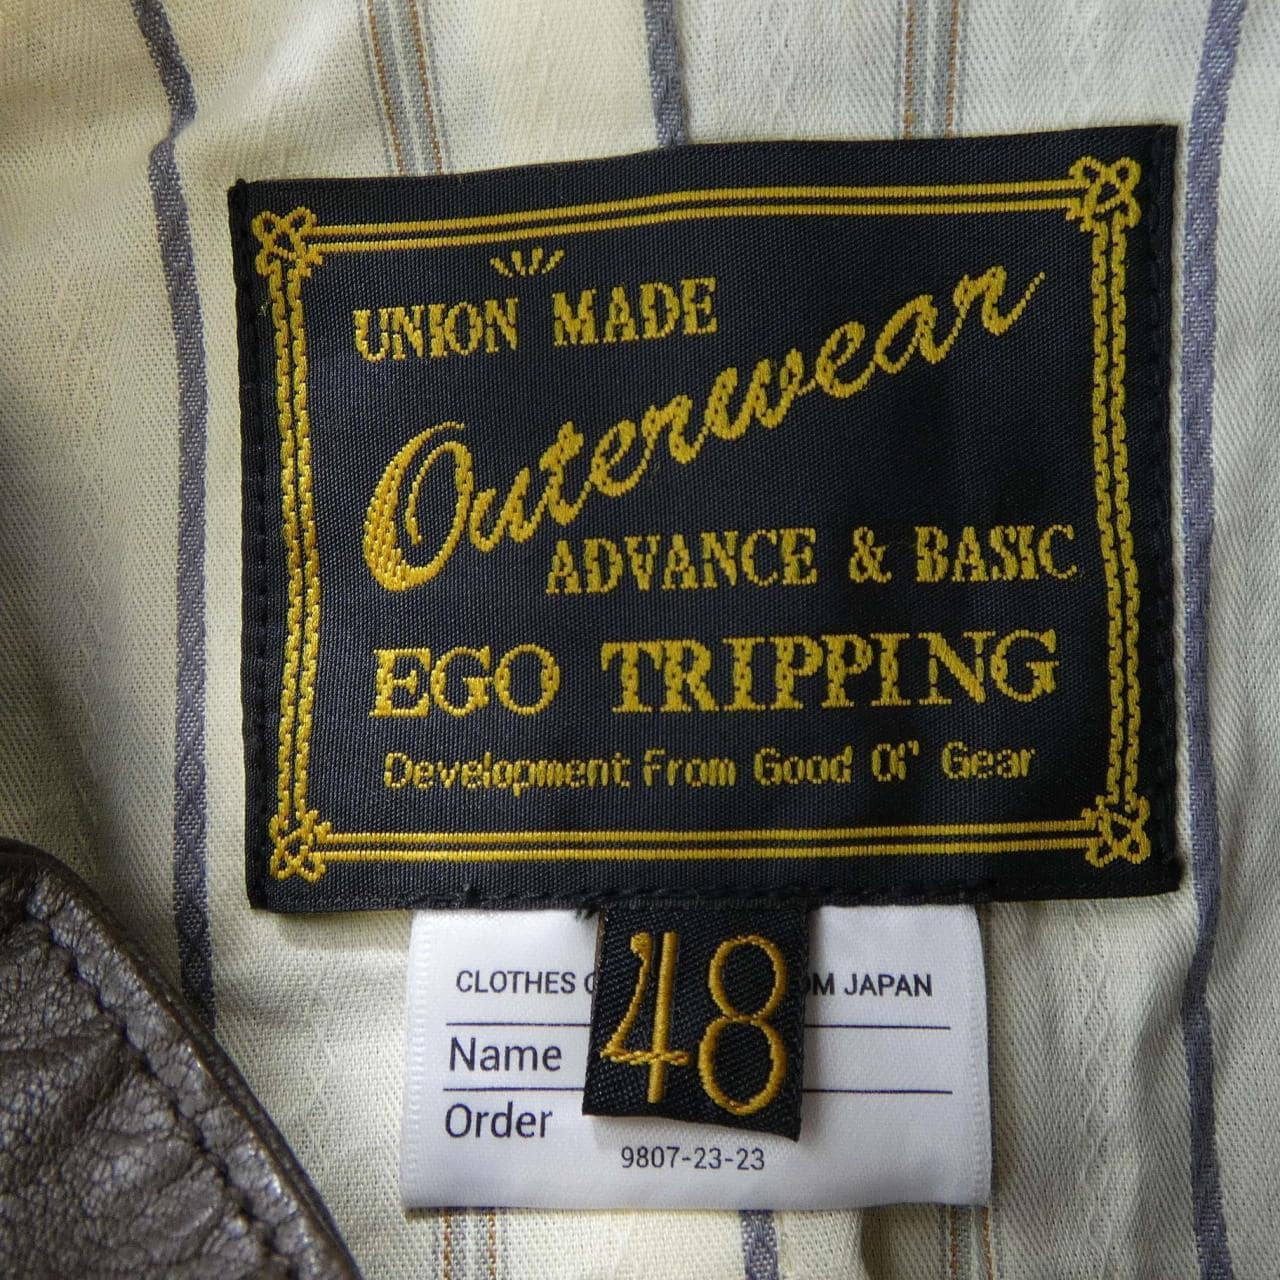 UNION MADE
Outerwear
ADVANCE & BASIC
EGO TRIPPING
Development From Good Ol' Gear
48
CLOTHES JAPAN
Name
Order
9807-23-23